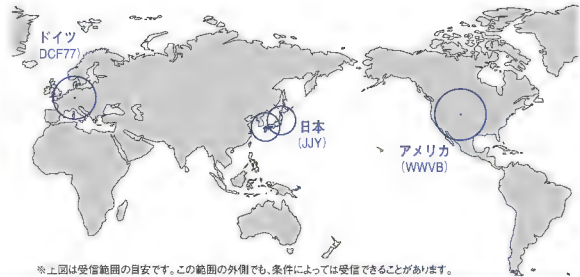 ドイツ
DCF77)
日本
(JJY)
アメリカ
(WWVB)
※上図は受信範囲の目安です。この範囲の外側でも、条件によっては受信できることがあります。